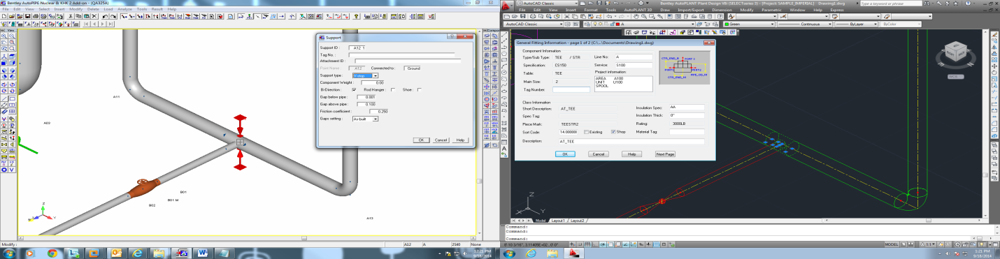 Bentley AutoPIPE Nuclear & KHK 2 Add-on - (QA325A)
File Edit View Select Insert Modify Delete Load Analyze Tools Result Help
View
Component
Support
Support ID : A12 1
Tag No. :
Attachment ID :
Point Name : A12 Connected to : Ground
Support type : V-stop
Component Weight : 0.00
Bi-Direction : Rod Hanger : Shoe :
Gap below pipe : 0.001
Gap above pipe : 0.100
Friction coefficient : 0.250
Gaps setting : As-built
OK Cancel Help
A11
A03
B01
B01 M
B02
A13
Z
Y
Modify: A12 A 2540 None
12:21 PM
9/18/2014
AutoCAD Classic
Bentley AutoPLANT Plant Design V8i (SELECTseries 3) - [Project: SAMPLE_IMPERIAL] Drawing1.dwg
Type a keyword or phrase
File Edit View Insert Format Tools AutoPLANT 3D Draw Import/Export Dimension Modify Parametric Window Help Express
AutoCAD Classic A Green Continuous ByLayer ByColor
General Fitting Information - page 1 of 2 (C:\...\Documents\Drawing1.dwg)
Component Information
Type/Sub Type: TEE / STR Line No: A
Specification: CS150 Service: S100
Table: TEE Project information:
Main Size: 2
AREA A100
UNIT U100
SPOOL
Tag Number:
Class Information
Short Description: AT_TEE Insulation Spec: AA
Spec Tag: Insulation Thick: 0"
Piece Mark: TEESTR2 Rating: 3000LB
Sort Code: 14.000000 Existing Shop Material Tag:
Description: AT_TEE
OK Cancel Help Next Page
WCS
Z
X
Y
Model Layout1 Layout2
Command:
Command:
Command:
MODEL 1:1
1:21 PM
9/18/2014